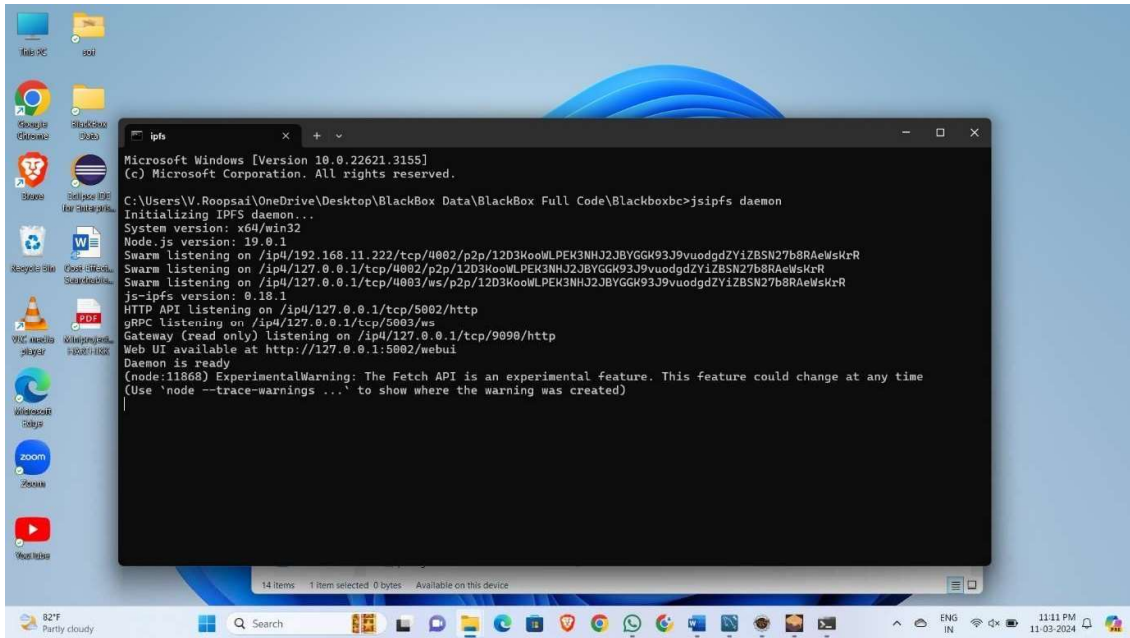 This PC
sof
Google
Chrome
BlackBox
Data
Brave
Eclipse IDE
for Enterpris...
Recycle Bin
Cost-Effecti...
Searchable...
VLC media
player
Miniproject...
Microsoft
Edge
zoom
Zoom
YouTube
ipfs
Microsoft Windows [Version 10.0.22621.3155]
(c) Microsoft Corporation. All rights reserved.
C:\Users\V.Roopsai\OneDrive\Desktop\BlackBox Data\BlackBox Full Code\Blackboxbc>jsipfs daemon
Initializing IPFS daemon...
System version: x64/win32
Node.js version: 19.0.1
Swarm listening on /ip4/192.168.11.222/tcp/4002/p2p/12D3KooWLPEK3NHJ2JBYGGK93J9vuodgdZYiZBSN27b8RAeWsKrR
Swarm listening on /ip4/127.0.0.1/tcp/4002/p2p/12D3KooWLPEK3NHJ2JBYGGK93J9vuodgdZYiZBSN27b8RAeWsKrR
Swarm listening on /ip4/127.0.0.1/tcp/4003/ws/p2p/12D3KooWLPEK3NHJ2JBYGGK93J9vuodgdZYiZBSN27b8RAeWsKrR
js-ipfs version: 0.18.1
HTTP API listening on /ip4/127.0.0.1/tcp/5002/http
gRPC listening on /ip4/127.0.0.1/tcp/5003/ws
Gateway (read only) listening on /ip4/127.0.0.1/tcp/9090/http
Web UI available at http://127.0.0.1:5002/webui
Daemon is ready
(node:11868) ExperimentalWarning: The Fetch API is an experimental feature. This feature could change at any time
(Use `node --trace-warnings ...` to show where the warning was created)
14 items 1 item selected 0 bytes Available on this device
82°F
Partly cloudy
Search
ENG
IN
11:11 PM
11-03-2024